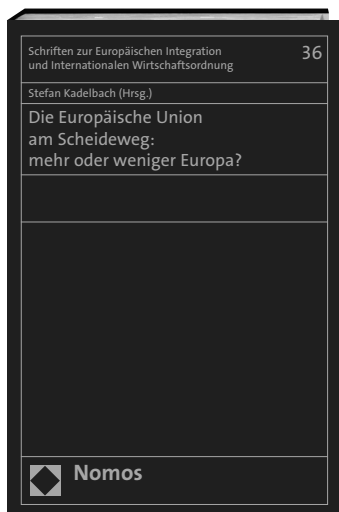 Schriften zur Europäischen Integration
und Internationalen Wirtschaftsordnung
36
Stefan Kadelbach (Hrsg.)
Die Europäische Union
am Scheideweg:
mehr oder weniger Europa?
Nomos